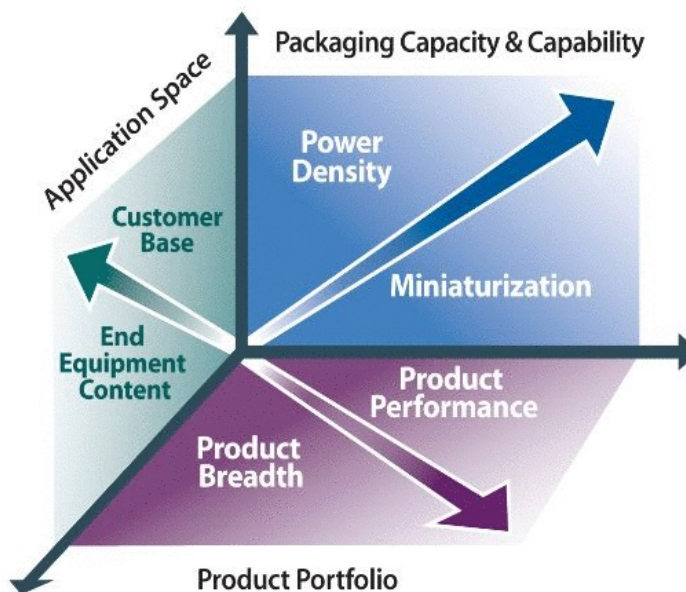 Packaging Capacity & Capability
Application Space
Power
Density
Customer
Base
Miniaturization
End
Equipment
Content
Product
Performance
Product
Breadth
Product Portfolio